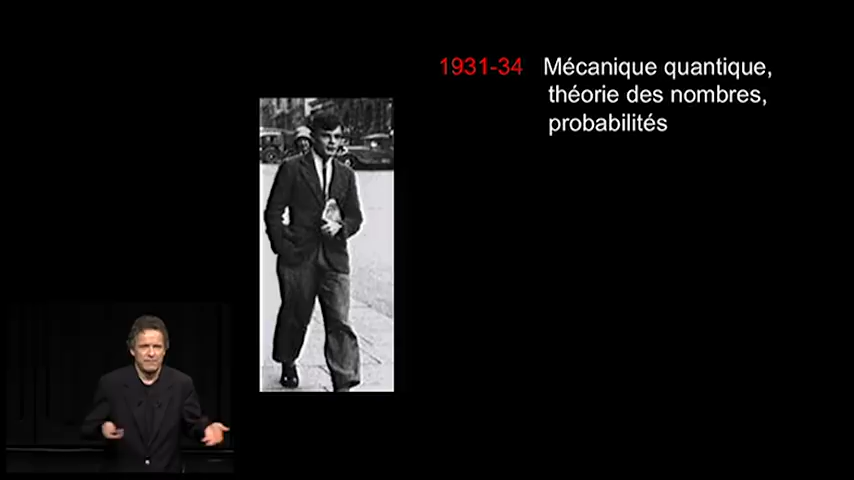 1931-34 Mécanique quantique,
théorie des nombres,
probabilités